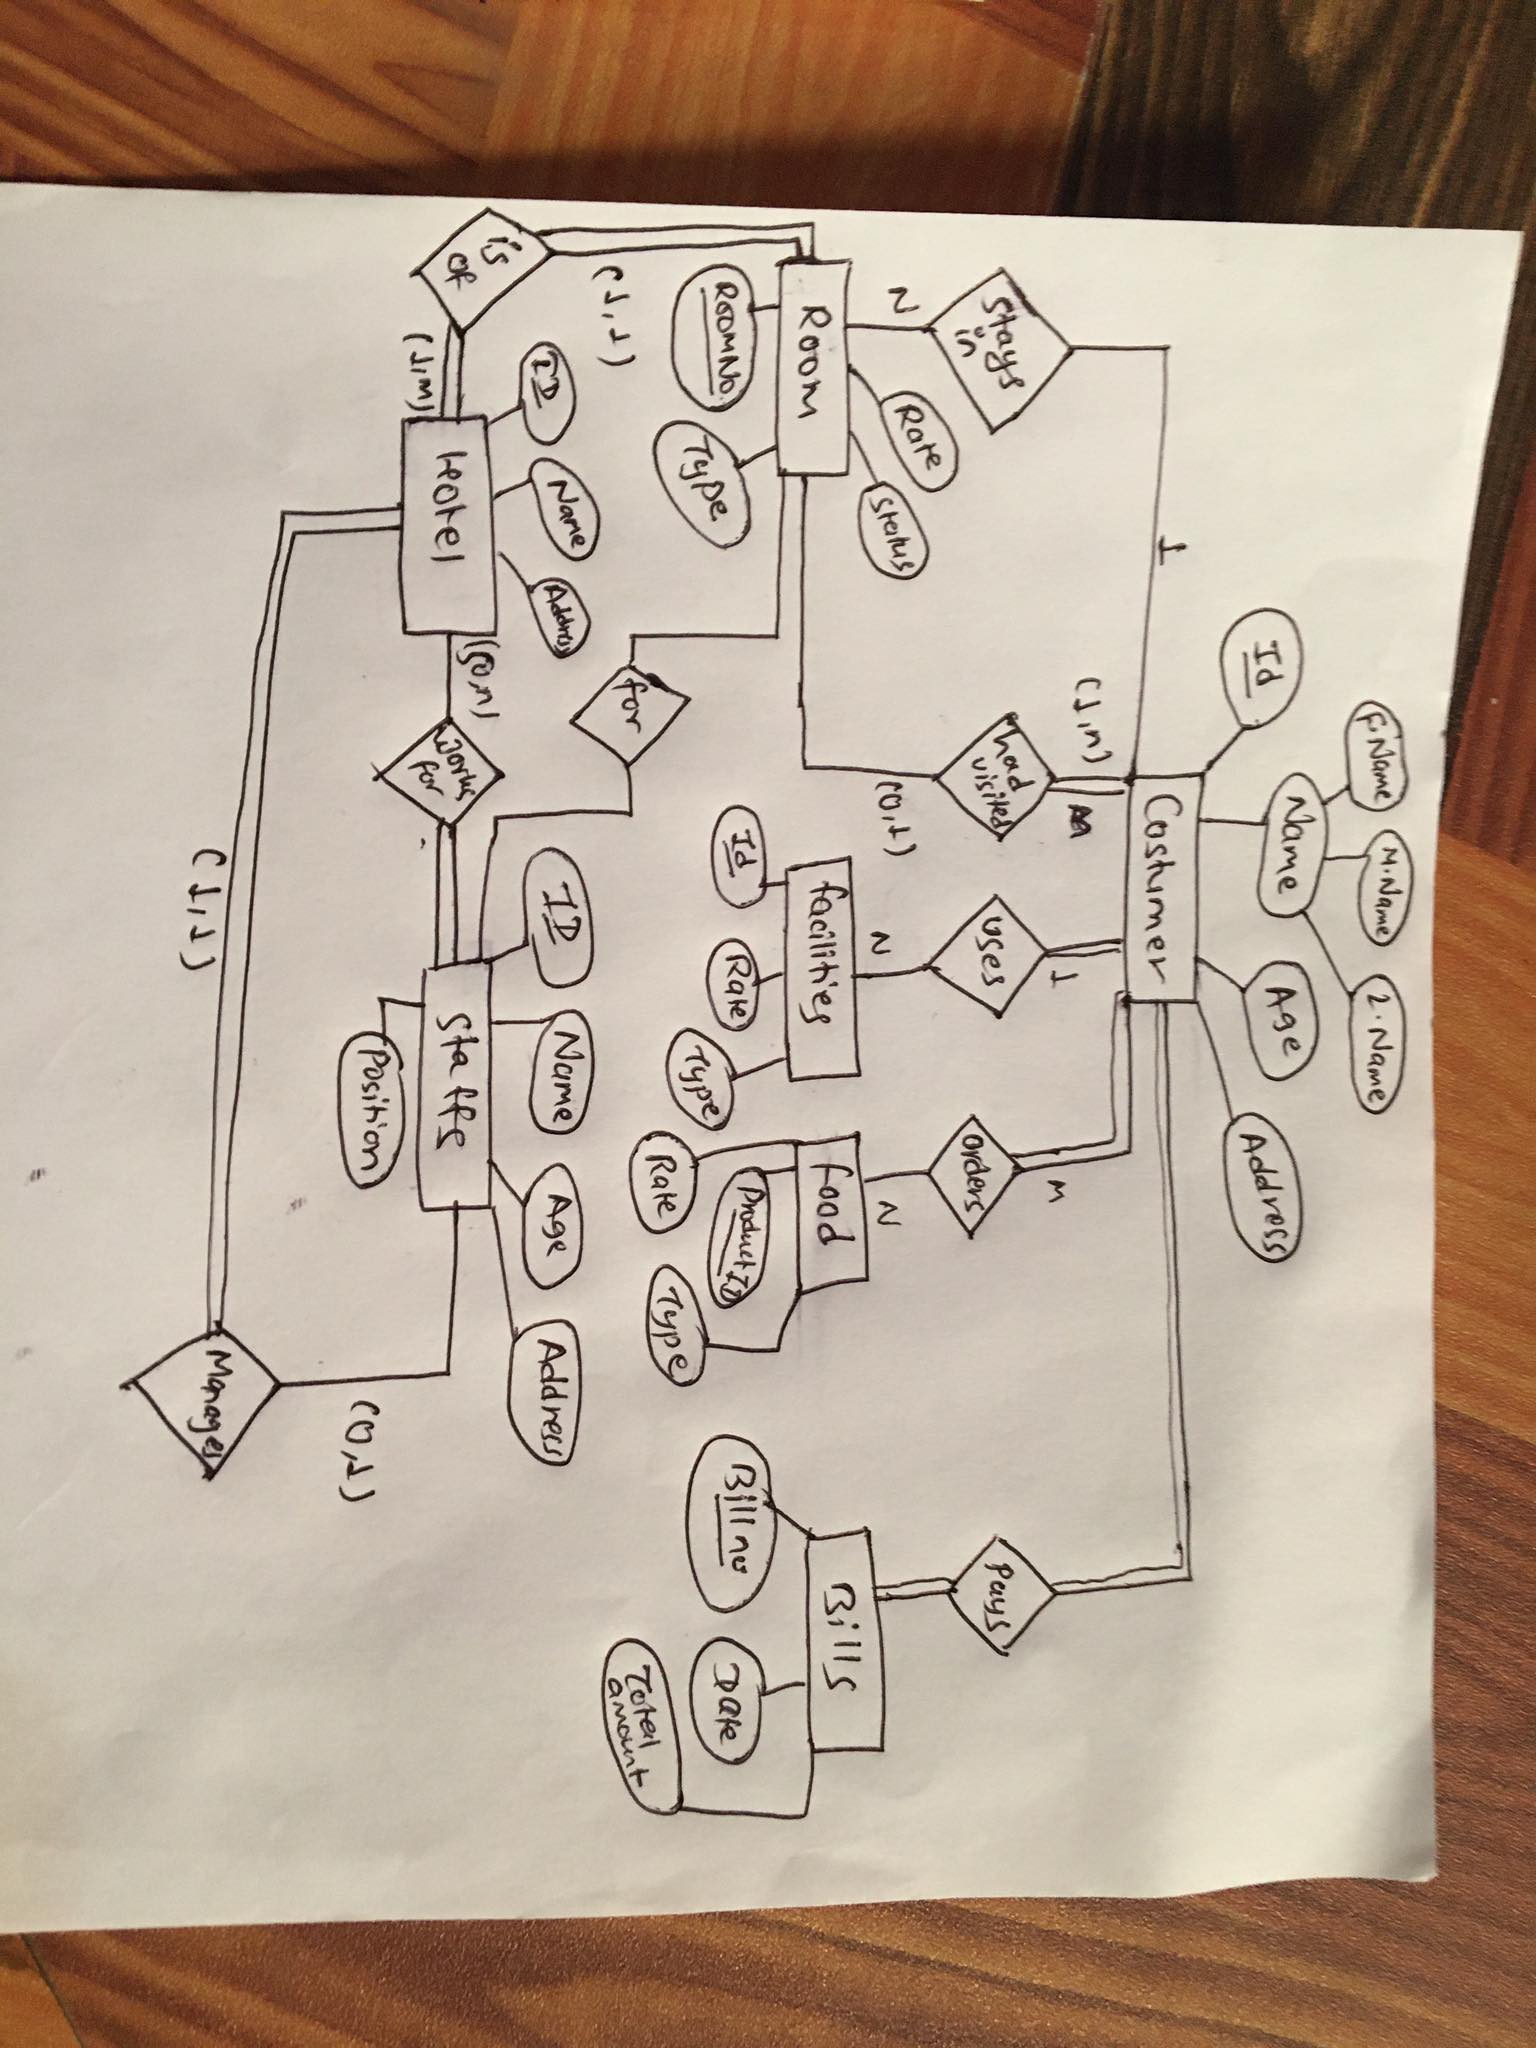 F.Name
M.Name
L.Name
Id
Name
Age
Address
Costumer
1
(1,n)
1
M
Stays
in
had
visited
uses
orders
Pays
N
Rate
Status
(0,1)
N
N
Room
facilities
food
Bills
RoomNo.
Type
Id
Rate
Type
Product ID
Rate
Type
Bill no
Date
Total
amount
for
(1,1)
ID
Name
Address
ID
Name
Age
Address
is
of
(1,m)
Hotel
0,n)
works
for
Staffs
Position
(0,1)
(1,1)
Manages